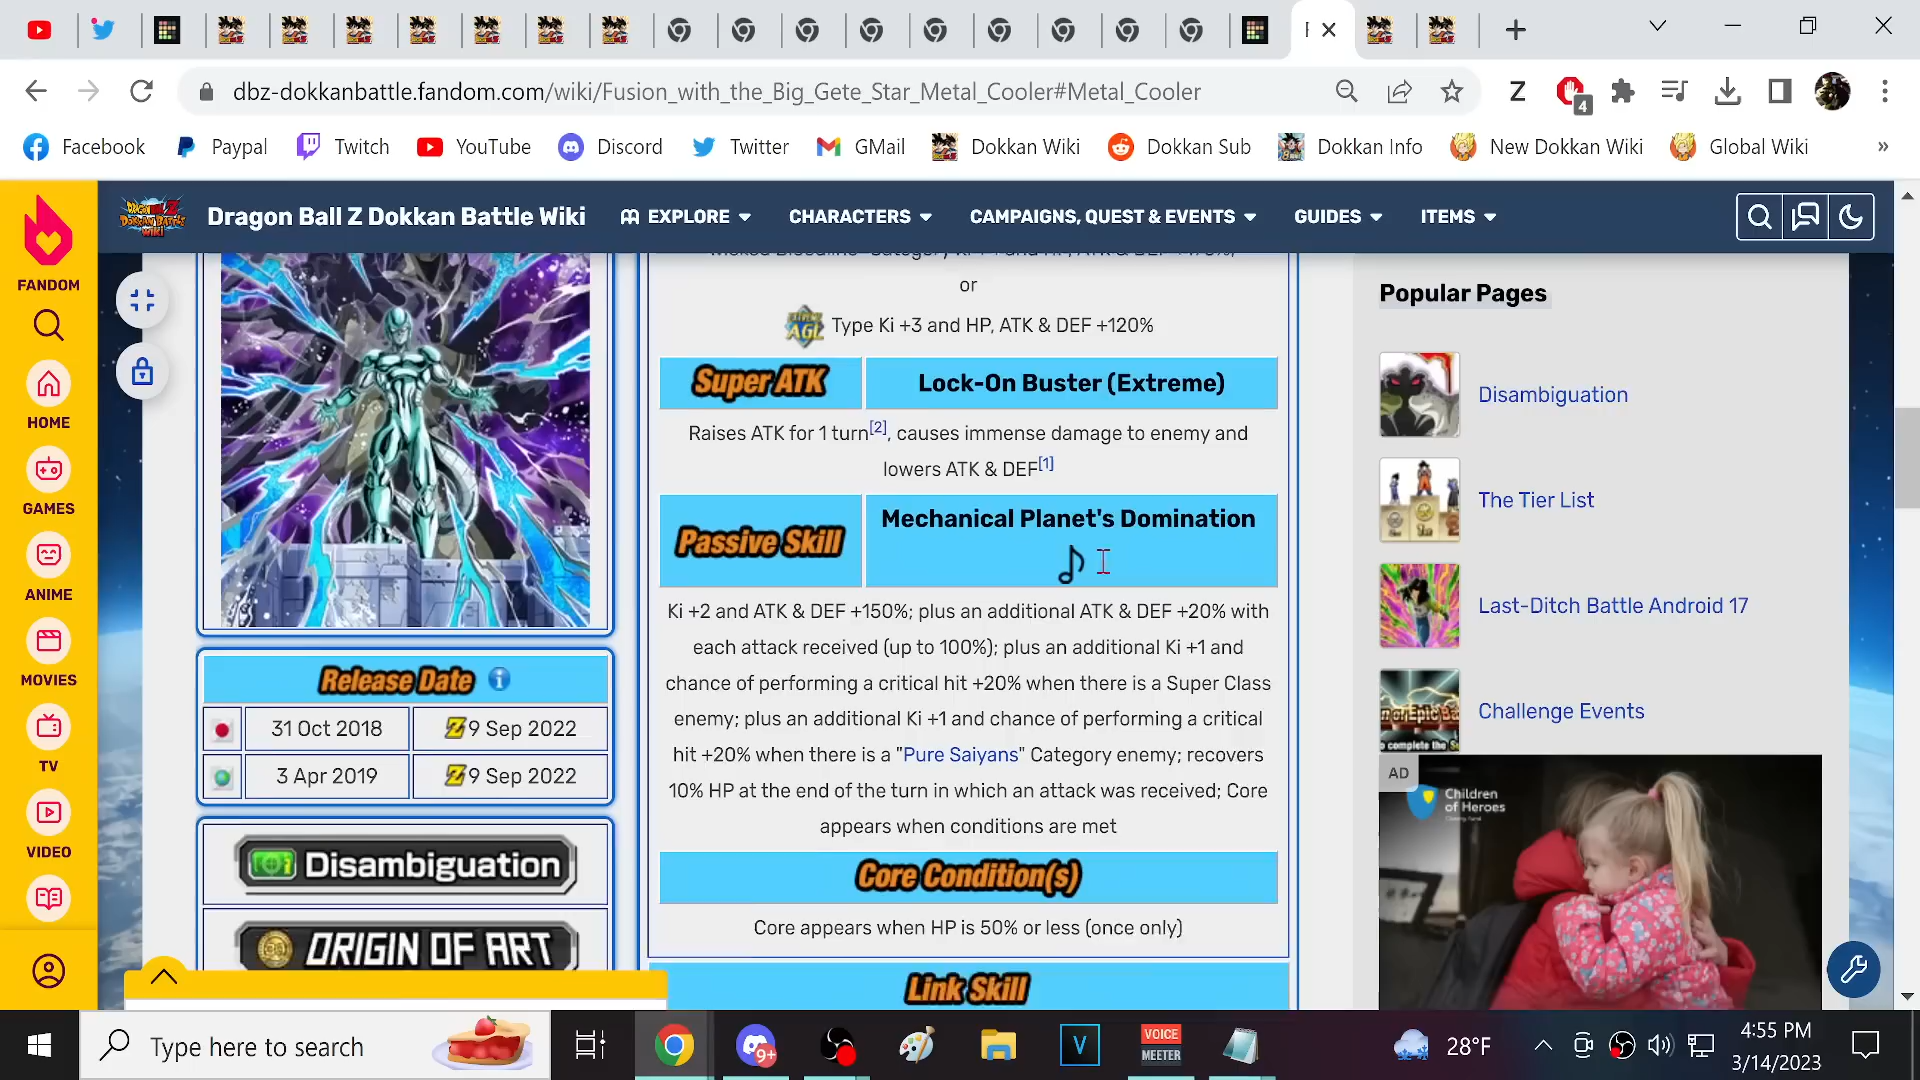 dbz-dokkanbattle.fandom.com/wiki/Fusion_with_the_Big_Gete_Star_Metal_Cooler#Metal_Cooler
Z
4
Facebook
Paypal
Twitch
YouTube
Discord
Twitter
GMail
Dokkan Wiki
Dokkan Sub
Dokkan Info
New Dokkan Wiki
Global Wiki
»
Dragon Ball Z Dokkan Battle Wiki
EXPLORE
CHARACTERS
CAMPAIGNS, QUEST & EVENTS
GUIDES
ITEMS
FANDOM
HOME
GAMES
ANIME
MOVIES
TV
VIDEO
or
Type Ki +3 and HP, ATK & DEF +120%
Super ATK
Lock-On Buster (Extreme)
Raises ATK for 1 turn[2], causes immense damage to enemy and
lowers ATK & DEF[1]
Passive Skill
Mechanical Planet's Domination
Ki +2 and ATK & DEF +150%; plus an additional ATK & DEF +20% with
each attack received (up to 100%); plus an additional Ki +1 and
chance of performing a critical hit +20% when there is a Super Class
enemy; plus an additional Ki +1 and chance of performing a critical
hit +20% when there is a "Pure Saiyans" Category enemy; recovers
10% HP at the end of the turn in which an attack was received; Core
appears when conditions are met
Core Condition(s)
Core appears when HP is 50% or less (once only)
Link Skill
Release Date
31 Oct 2018
9 Sep 2022
3 Apr 2019
9 Sep 2022
Disambiguation
ORIGIN OF ART
Popular Pages
Disambiguation
The Tier List
Last-Ditch Battle Android 17
Challenge Events
AD
Children
of Heroes
Type here to search
9+
V
VOICE
MEETER
28°F
4:55 PM
3/14/2023